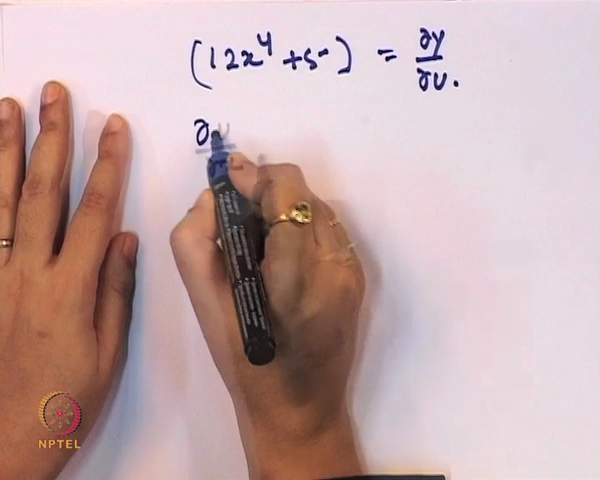 (12x⁴ + 5) = ∂y/∂u.
∂
NPTEL